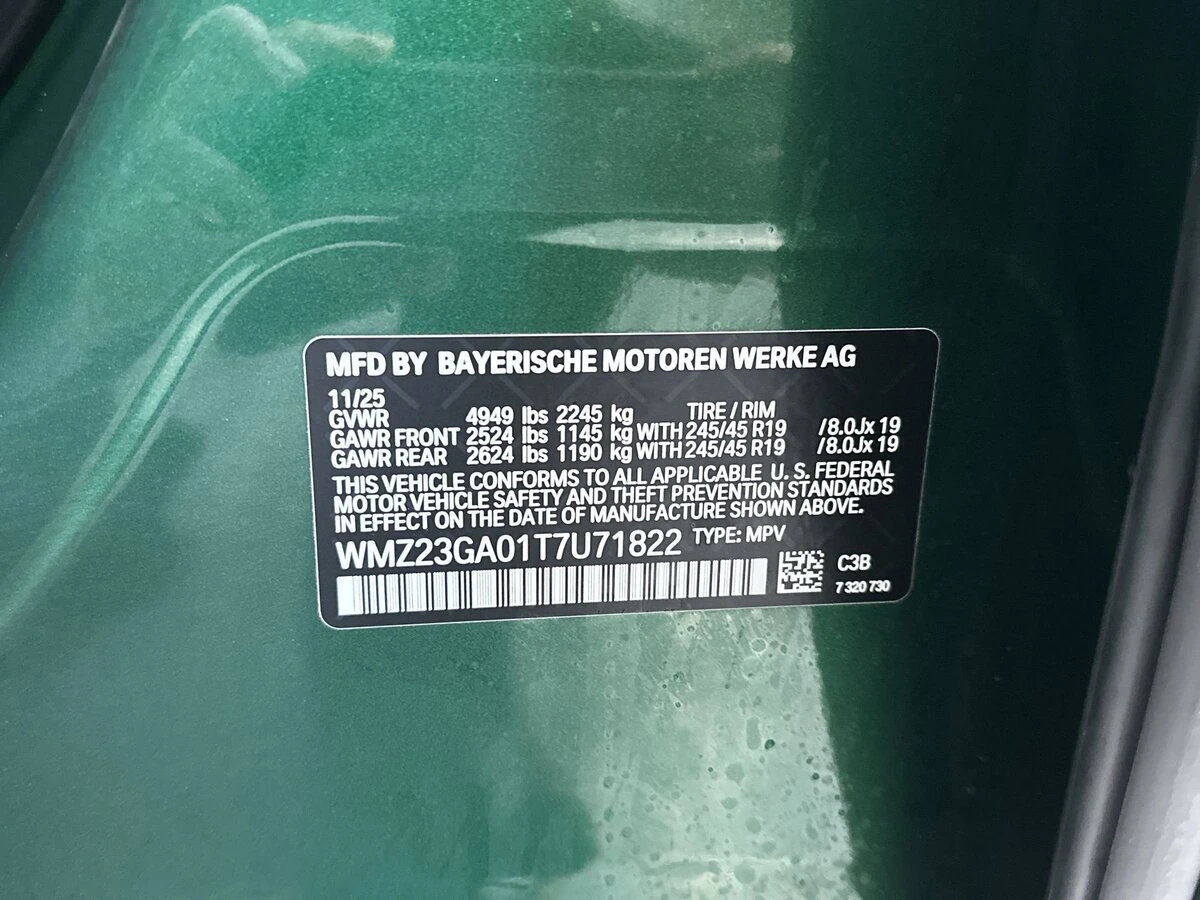 MFD BY BAYERISCHE MOTOREN WERKE AG
11/25
GVWR 4949 lbs 2245 kg TIRE / RIM
GAWR FRONT 2524 lbs 1145 kg WITH 245/45 R19 /8.0Jx 19
GAWR REAR 2624 lbs 1190 kg WITH 245/45 R19 /8.0Jx 19
THIS VEHICLE CONFORMS TO ALL APPLICABLE U. S. FEDERAL
MOTOR VEHICLE SAFETY AND THEFT PREVENTION STANDARDS
IN EFFECT ON THE DATE OF MANUFACTURE SHOWN ABOVE.
WMZ23GA01T7U71822 TYPE: MPV
C3B
7 320 730